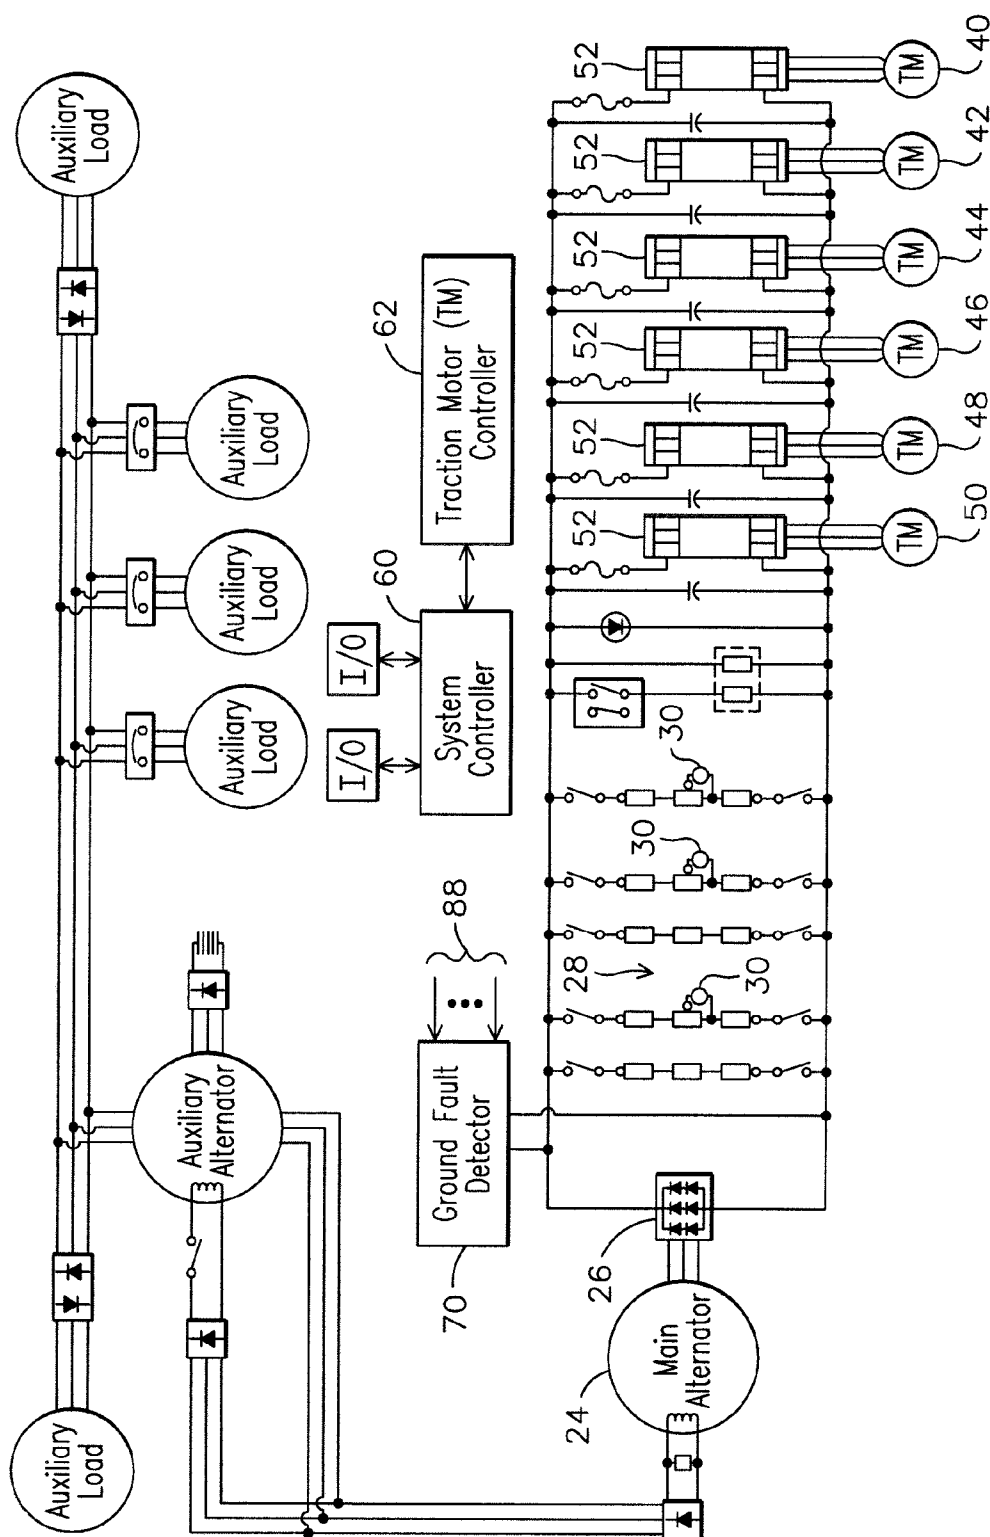 Auxiliary
Load
Auxiliary
Load
Auxiliary
Load
Auxiliary
Load
Auxiliary
Load
Auxiliary
Alternator
I/O
I/O
System
Controller
60
Traction Motor (TM)
Controller
62
Ground Fault
Detector
70
88
Main
Alternator
24
26
28
30
30
30
52
52
52
52
52
52
TM
TM
TM
TM
TM
TM
50
48
46
44
42
40